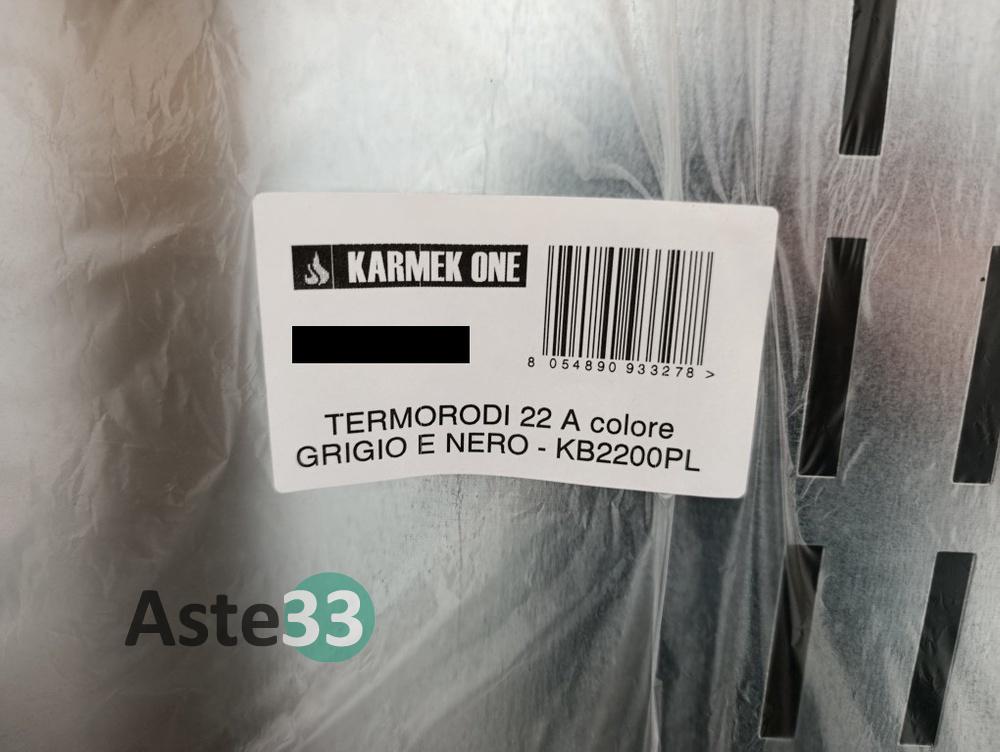 KARMEK ONE
8 054890 933278 >
TERMORODI 22 A colore
GRIGIO E NERO - KB2200PL
Aste33